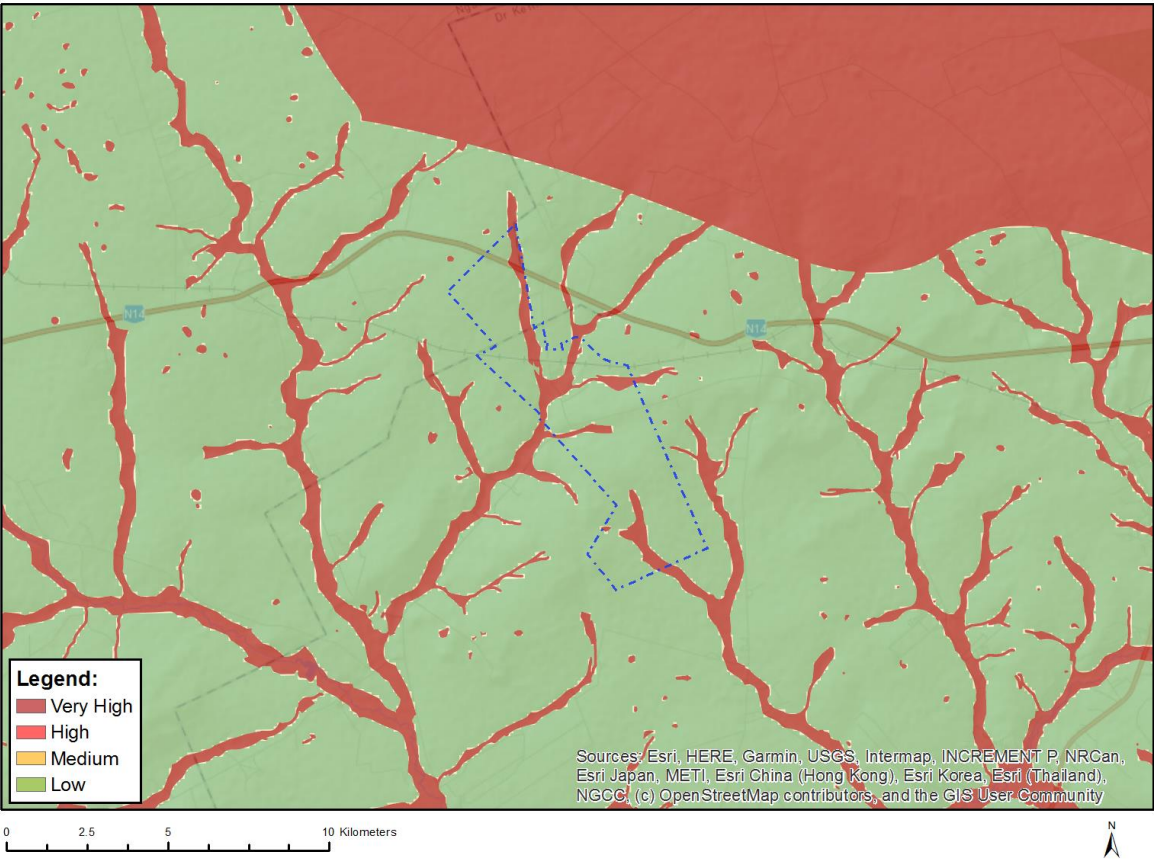 N14
N14
Legend:
Very High
High
Medium
Low
Sources: Esri, HERE, Garmin, USGS, Intermap, INCREMENT P, NRCan,
Esri Japan, METI, Esri China (Hong Kong), Esri Korea, Esri (Thailand),
NGCC, (c) OpenStreetMap contributors, and the GIS User Community
0 2.5 5 10 Kilometers
N